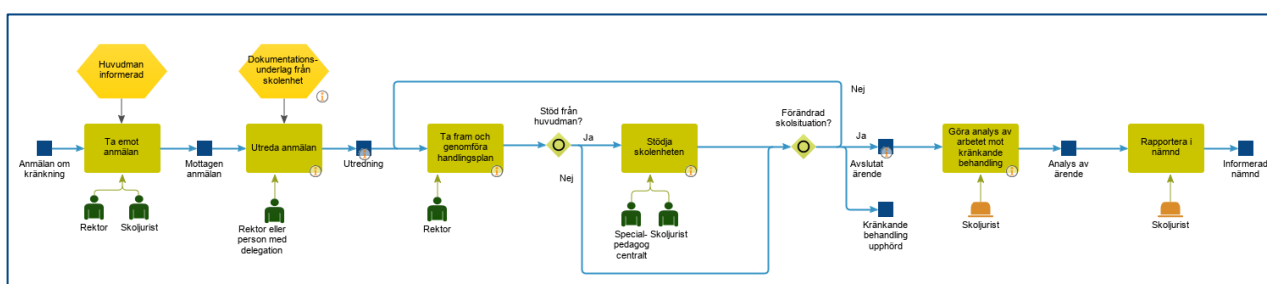 Huvudman
informerad
Dokumentations-
underlag från
skolenhet
Anmälan om
kränkning
Ta emot
anmälan
Mottagen
anmälan
Utreda anmälan
Utredning
Ta fram och
genomföra
handlingsplan
Stöd från
huvudman?
Ja
Nej
Stödja
skolenheten
Förändrad
skolsituation?
Nej
Ja
Avslutat
ärende
Kränkande
behandling
upphörd
Göra analys av
arbetet mot
kränkande
behandling
Analys av
ärende
Rapportera i
nämnd
Informerad
nämnd
Rektor
Skoljurist
Rektor eller
person med
delegation
Rektor
Special-
pedagog
centralt
Skoljurist
Skoljurist
Skoljurist